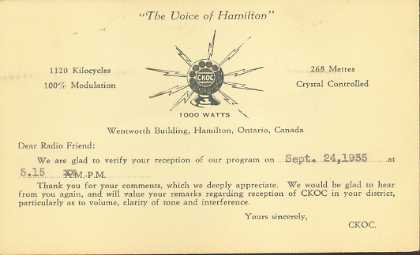 "The Voice of Hamilton"
1120 Kilocycles
100% Modulation
CKOC
268 Metres
Crystal Controlled
1000 WATTS
Wentworth Building, Hamilton, Ontario, Canada
Dear Radio Friend:
We are glad to verify your reception of our program on Sept. 24,1935 at
5.15 A.M.-P.M.
Thank you for your comments, which we deeply appreciate. We would be glad to hear
from you again, and will value your remarks regarding reception of CKOC in your district,
particularly as to volume, clarity of tone and interference.
Yours sincerely,
CKOC.